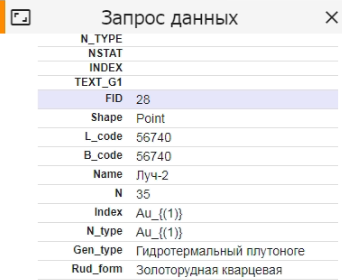 Запрос данных
N_TYPE
NSTAT
INDEX
TEXT_G1
FID 28
Shape Point
L_code 56740
B_code 56740
Name Луч-2
N 35
Index Au_{(1)}
N_type Au_{(1)}
Gen_type Гидротермальный плутоноге
Rud_form Золоторудная кварцевая